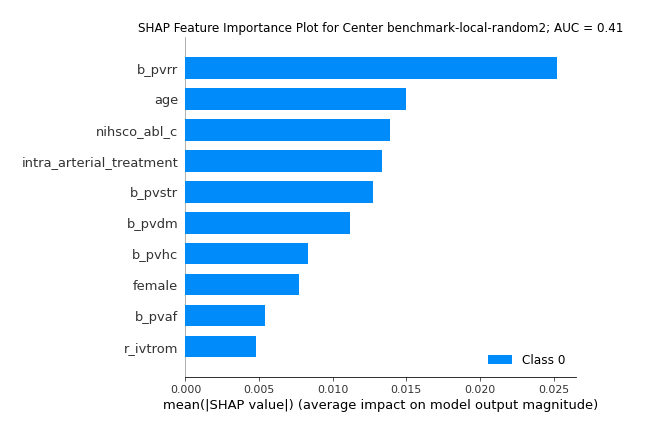 SHAP Feature Importance Plot for Center benchmark-local-random2; AUC = 0.41
b_pvrr
age
nihsco_abl_c
intra_arterial_treatment
b_pvstr
b_pvdm
b_pvhc
female
b_pvaf
r_ivtrom
Class 0
0.000 0.005 0.010 0.015 0.020 0.025
mean(|SHAP value|) (average impact on model output magnitude)